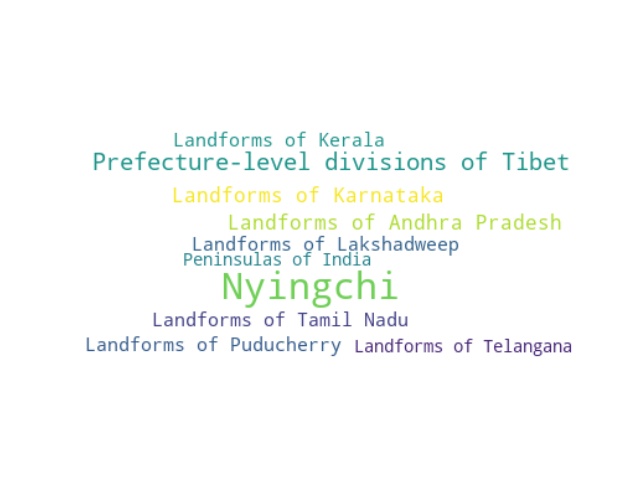 Landforms of Kerala
Prefecture-level divisions of Tibet
Landforms of Karnataka
Landforms of Andhra Pradesh
Landforms of Lakshadweep
Peninsulas of India
Nyingchi
Landforms of Tamil Nadu
Landforms of Puducherry
Landforms of Telangana